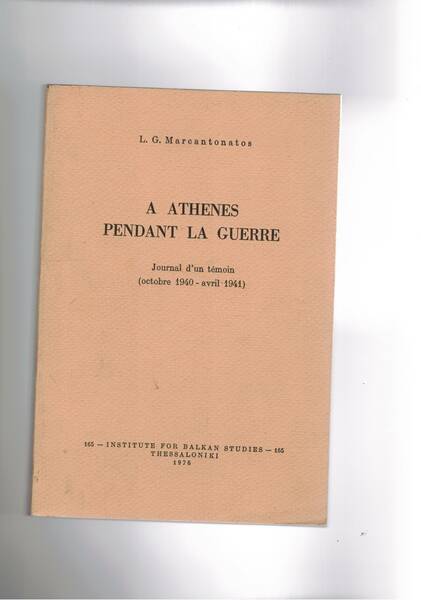 L. G. Marcantonatos
A ATHENES
PENDANT LA GUERRE
Journal d'un témoin
(octobre 1940 - avril 1941)
165 — INSTITUTE FOR BALKAN STUDIES — 165
THESSALONIKI
1976